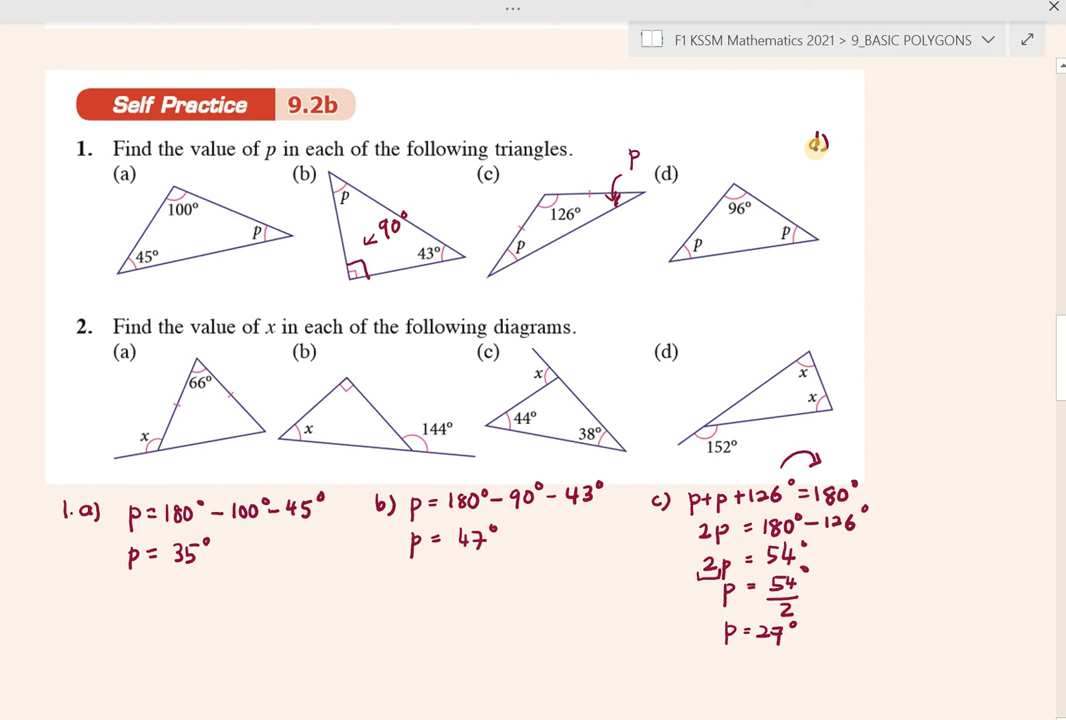 ...
F1 KSSM Mathematics 2021 > 9_BASIC POLYGONS
Self Practice 9.2b
d)
1. Find the value of p in each of the following triangles.
(a) (b) (c) (d)
100° p 45°
p 90° 43°
126° p p
96° p p
2. Find the value of x in each of the following diagrams.
(a) (b) (c) (d)
66° x
x 144°
x 44° 38°
x x 152°
1. a) p = 180° - 100° - 45°
p = 35°
b) p = 180° - 90° - 43°
p = 47°
c) p + p + 126° = 180°
2p = 180° - 126°
2p = 54°
p = 54°/2
p = 27°